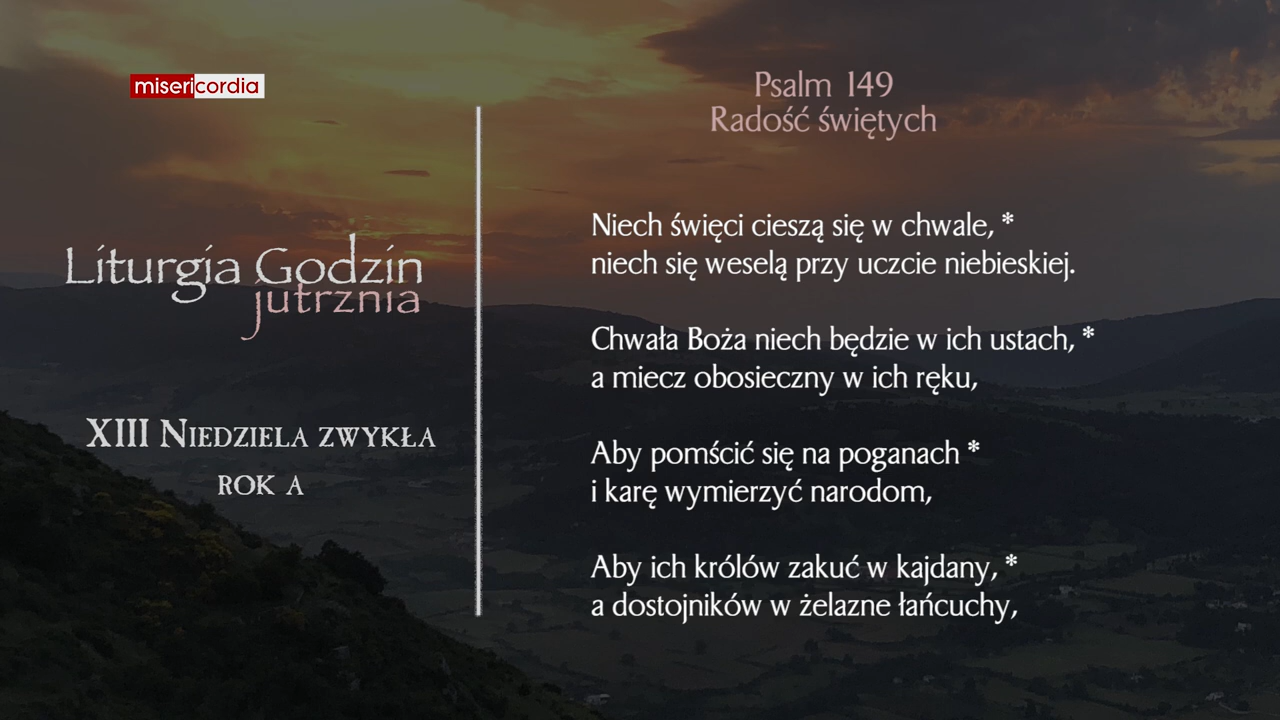 misericordia
Liturgia Godzin
jutrznia
XIII Niedziela zwykła
rok A
Psalm 149
Radość świętych
Niech święci cieszą się w chwale, *
niech się weselą przy uczcie niebieskiej.
Chwała Boża niech będzie w ich ustach, *
a miecz obosieczny w ich ręku,
Aby pomścić się na poganach *
i karę wymierzyć narodom,
Aby ich królów zakuć w kajdany, *
a dostojników w żelazne łańcuchy,